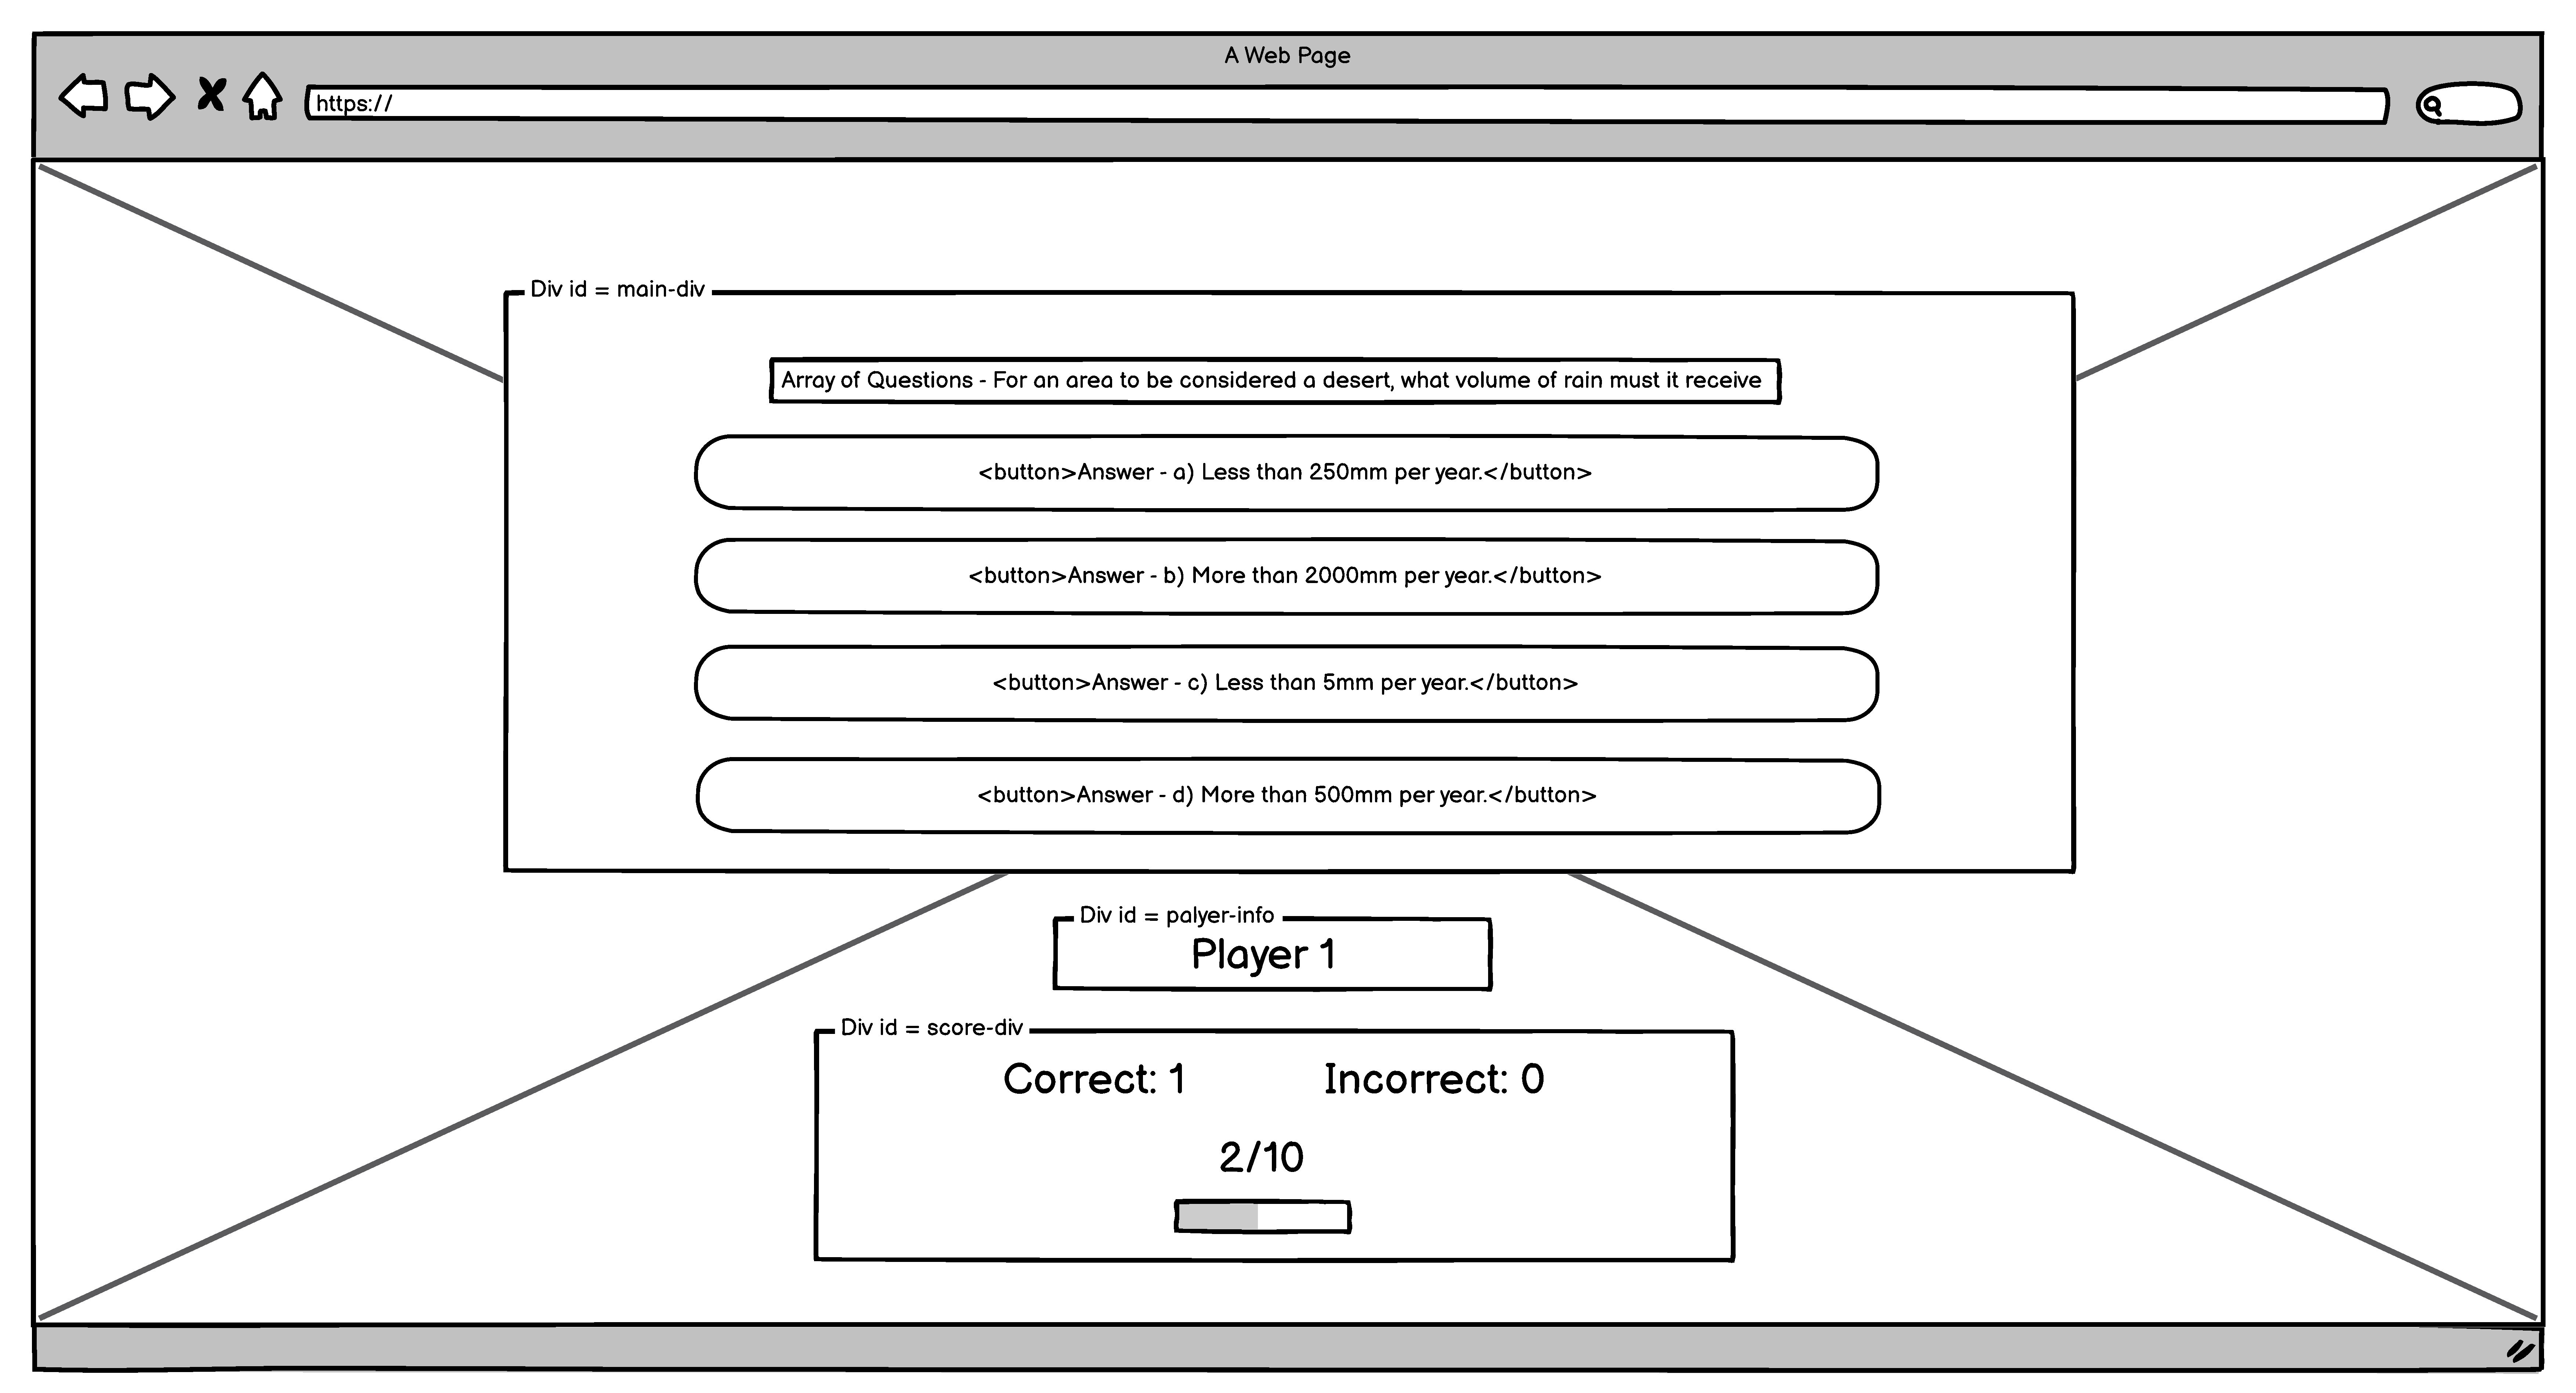 A Web Page
https://
Div id = main-div
Array of Questions - For an area to be considered a desert, what volume of rain must it receive
<button>Answer - a) Less than 250mm per year.</button>
<button>Answer - b) More than 2000mm per year.</button>
<button>Answer - c) Less than 5mm per year.</button>
<button>Answer - d) More than 500mm per year.</button>
Div id = palyer-info
Player 1
Div id = score-div
Correct: 1 Incorrect: 0
2/10